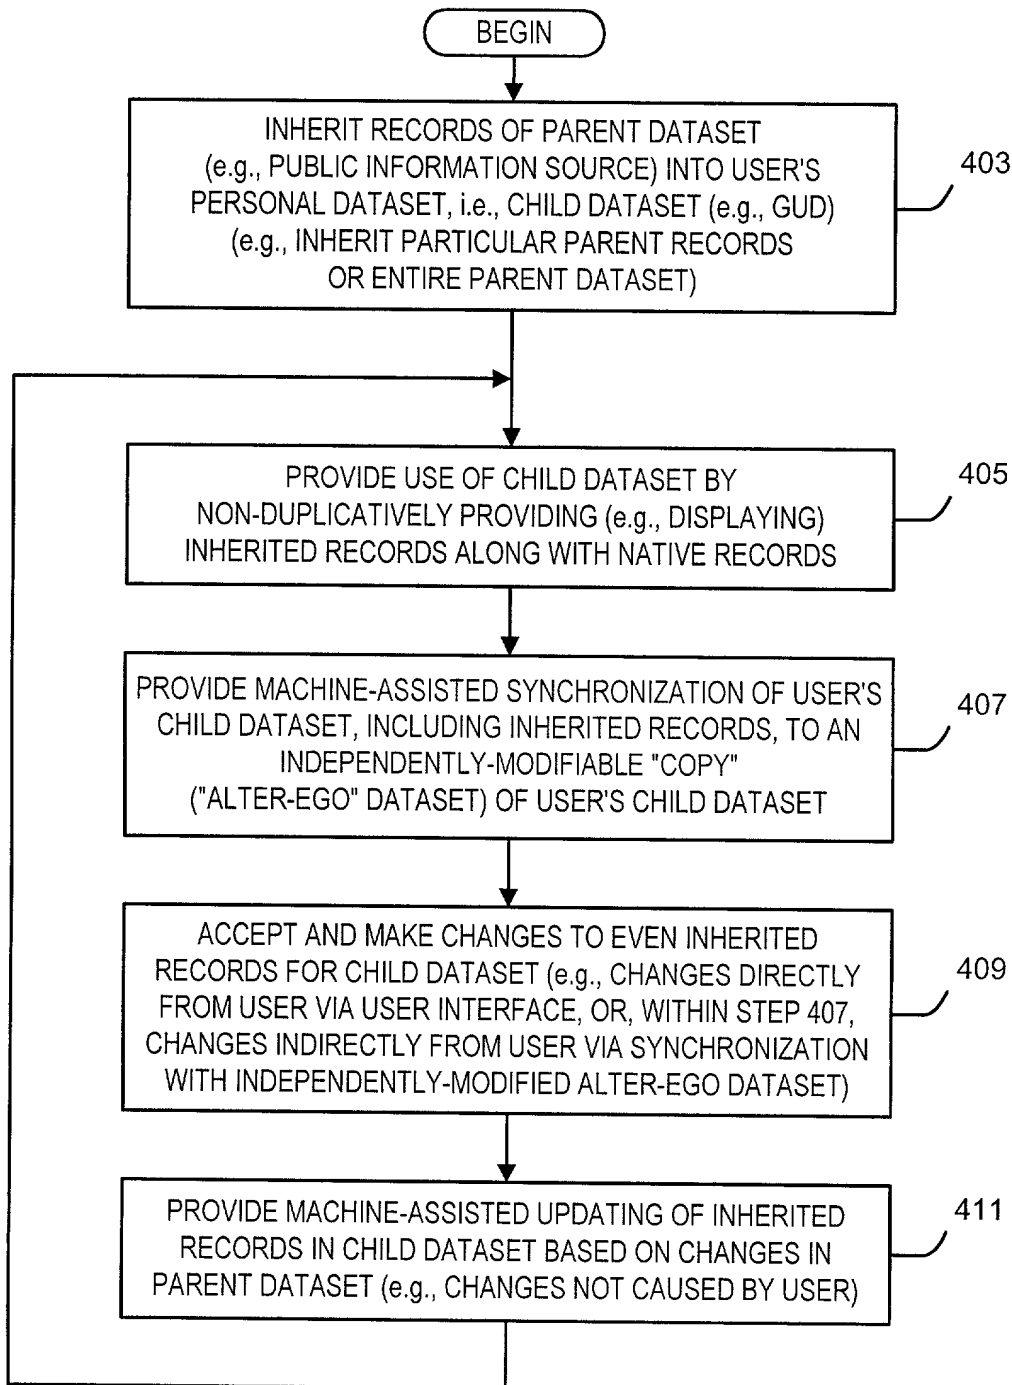 BEGIN
INHERIT RECORDS OF PARENT DATASET
(e.g., PUBLIC INFORMATION SOURCE) INTO USER'S
PERSONAL DATASET, i.e., CHILD DATASET (e.g., GUD)
(e.g., INHERIT PARTICULAR PARENT RECORDS
OR ENTIRE PARENT DATASET)
403
PROVIDE USE OF CHILD DATASET BY
NON-DUPLICATIVELY PROVIDING (e.g., DISPLAYING)
INHERITED RECORDS ALONG WITH NATIVE RECORDS
405
PROVIDE MACHINE-ASSISTED SYNCHRONIZATION OF USER'S
CHILD DATASET, INCLUDING INHERITED RECORDS, TO AN
INDEPENDENTLY-MODIFIABLE "COPY"
("ALTER-EGO" DATASET) OF USER'S CHILD DATASET
407
ACCEPT AND MAKE CHANGES TO EVEN INHERITED
RECORDS FOR CHILD DATASET (e.g., CHANGES DIRECTLY
FROM USER VIA USER INTERFACE, OR, WITHIN STEP 407,
CHANGES INDIRECTLY FROM USER VIA SYNCHRONIZATION
WITH INDEPENDENTLY-MODIFIED ALTER-EGO DATASET)
409
PROVIDE MACHINE-ASSISTED UPDATING OF INHERITED
RECORDS IN CHILD DATASET BASED ON CHANGES IN
PARENT DATASET (e.g., CHANGES NOT CAUSED BY USER)
411